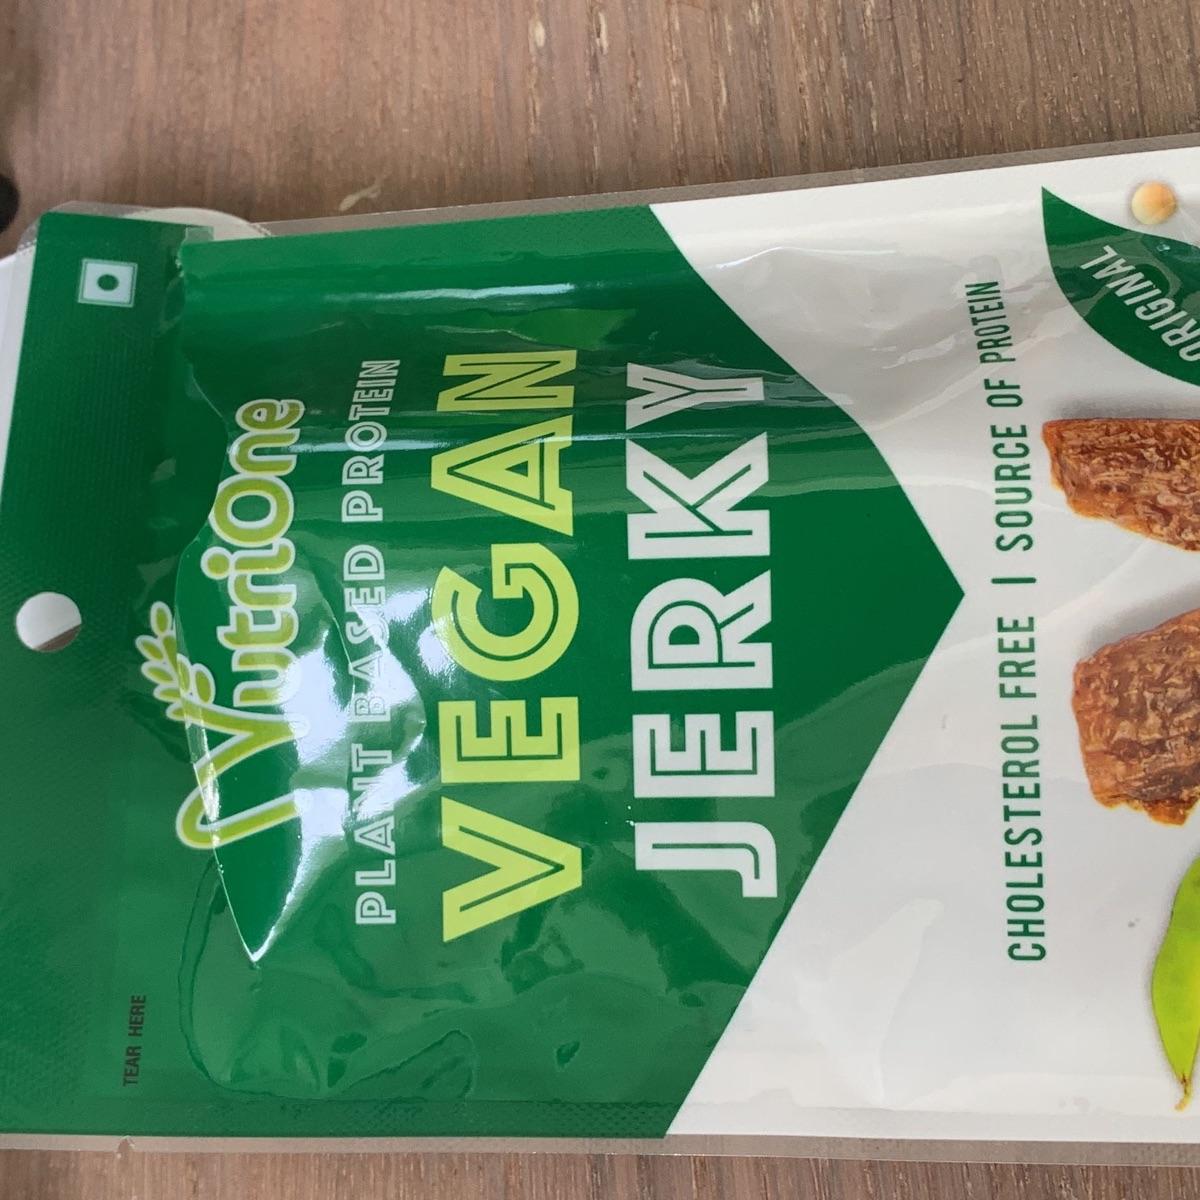 TEAR HERE
NutriOne
PLANT BASED PROTEIN
VEGAN
JERKY
CHOLESTEROL FREE | SOURCE OF PROTEIN
ORIGINAL